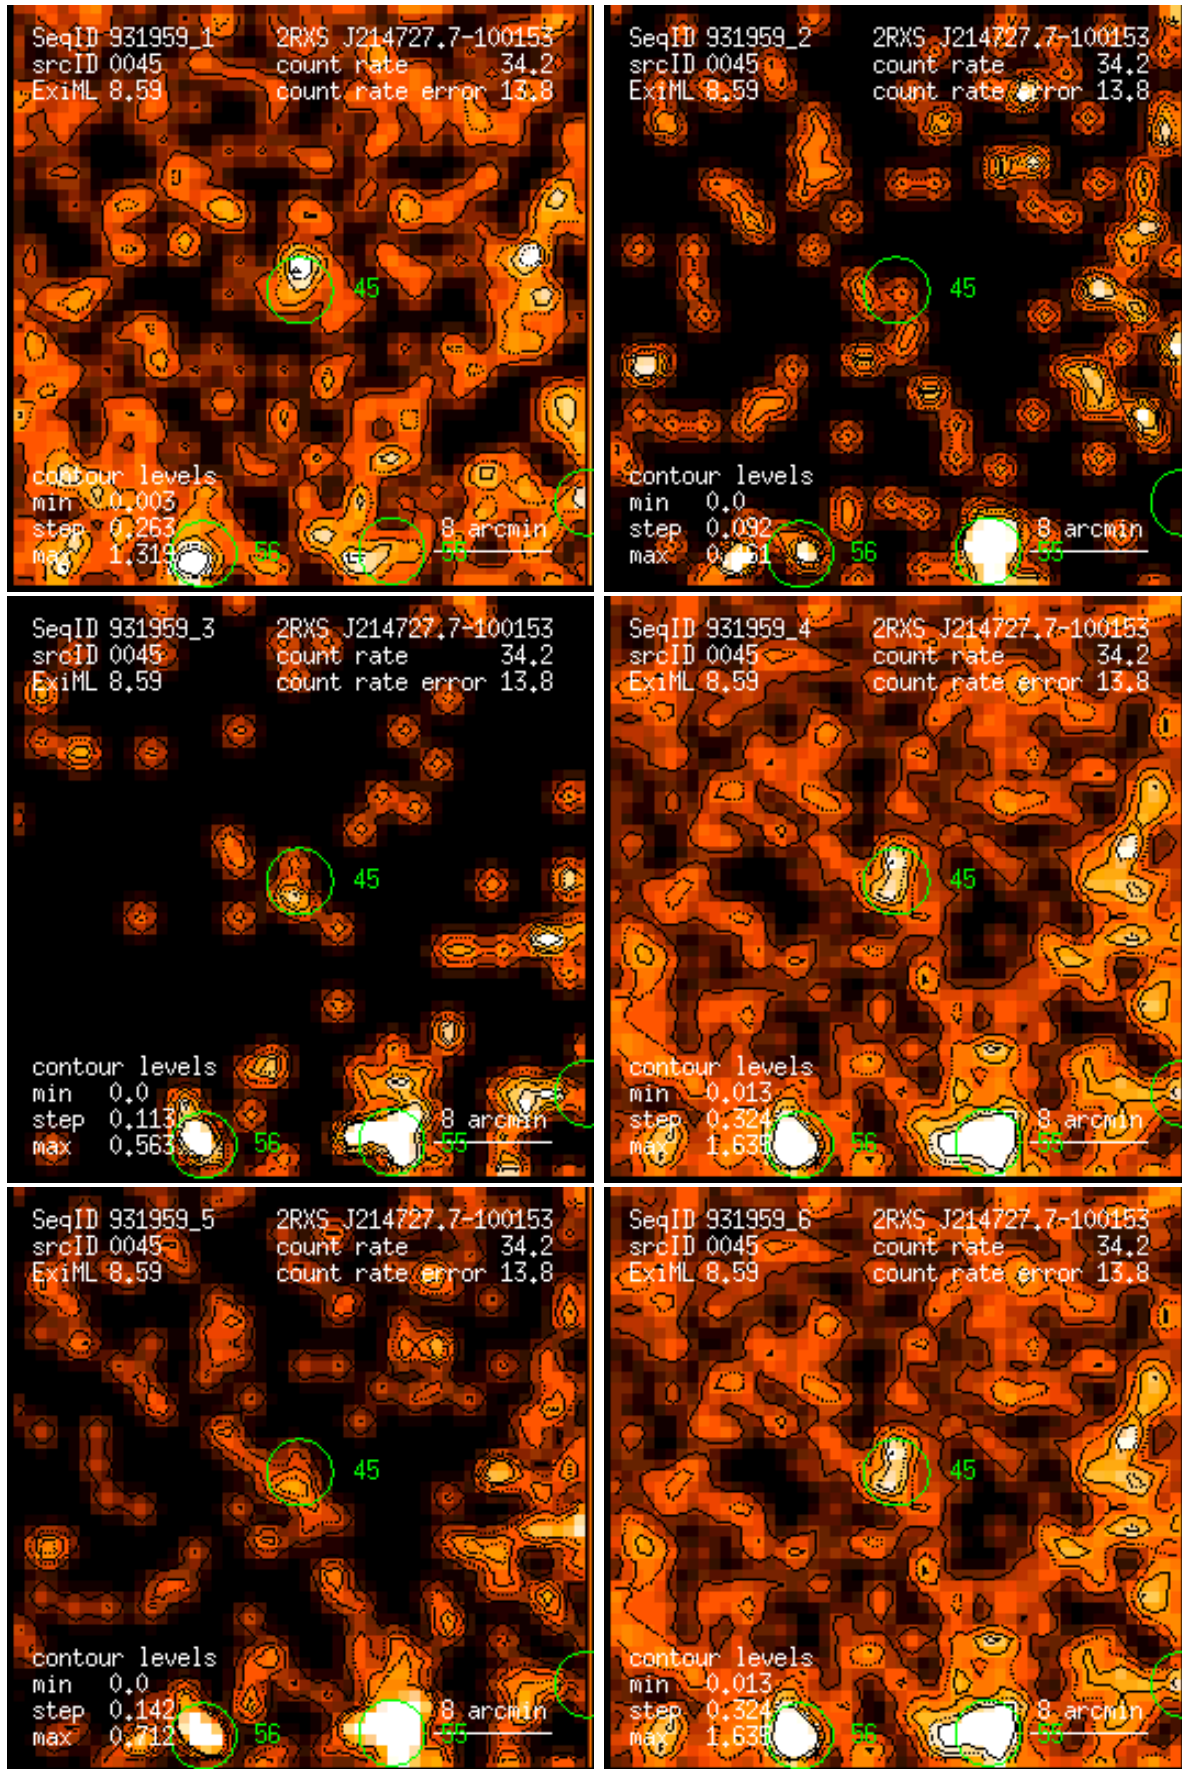 SeqID 931959_1 2RXS J214727.7-100153
srcID 0045 count rate 34.2
ExiML 8.59 count rate error 13.8
45
contour levels
min 0.003
step 0.263
max 1.319
8 arcmin
56 55
SeqID 931959_2 2RXS J214727.7-100153
srcID 0045 count rate 34.2
ExiML 8.59 count rate error 13.8
45
contour levels
min 0.0
step 0.092
max
8 arcmin
56 55
SeqID 931959_3 2RXS J214727.7-100153
srcID 0045 count rate 34.2
ExiML 8.59 count rate error 13.8
45
contour levels
min 0.0
step 0.113
max 0.563
8 arcmin
56 55
SeqID 931959_4 2RXS J214727.7-100153
srcID 0045 count rate 34.2
ExiML 8.59 count rate error 13.8
45
contour levels
min 0.013
step 0.324
max 1.635
8 arcmin
56 55
SeqID 931959_5 2RXS J214727.7-100153
srcID 0045 count rate 34.2
ExiML 8.59 count rate error 13.8
45
contour levels
min 0.0
step 0.142
max 0.712
8 arcmin
56 55
SeqID 931959_6 2RXS J214727.7-100153
srcID 0045 count rate 34.2
ExiML 8.59 count rate error 13.8
45
contour levels
min 0.013
step 0.324
max 1.635
8 arcmin
56 55